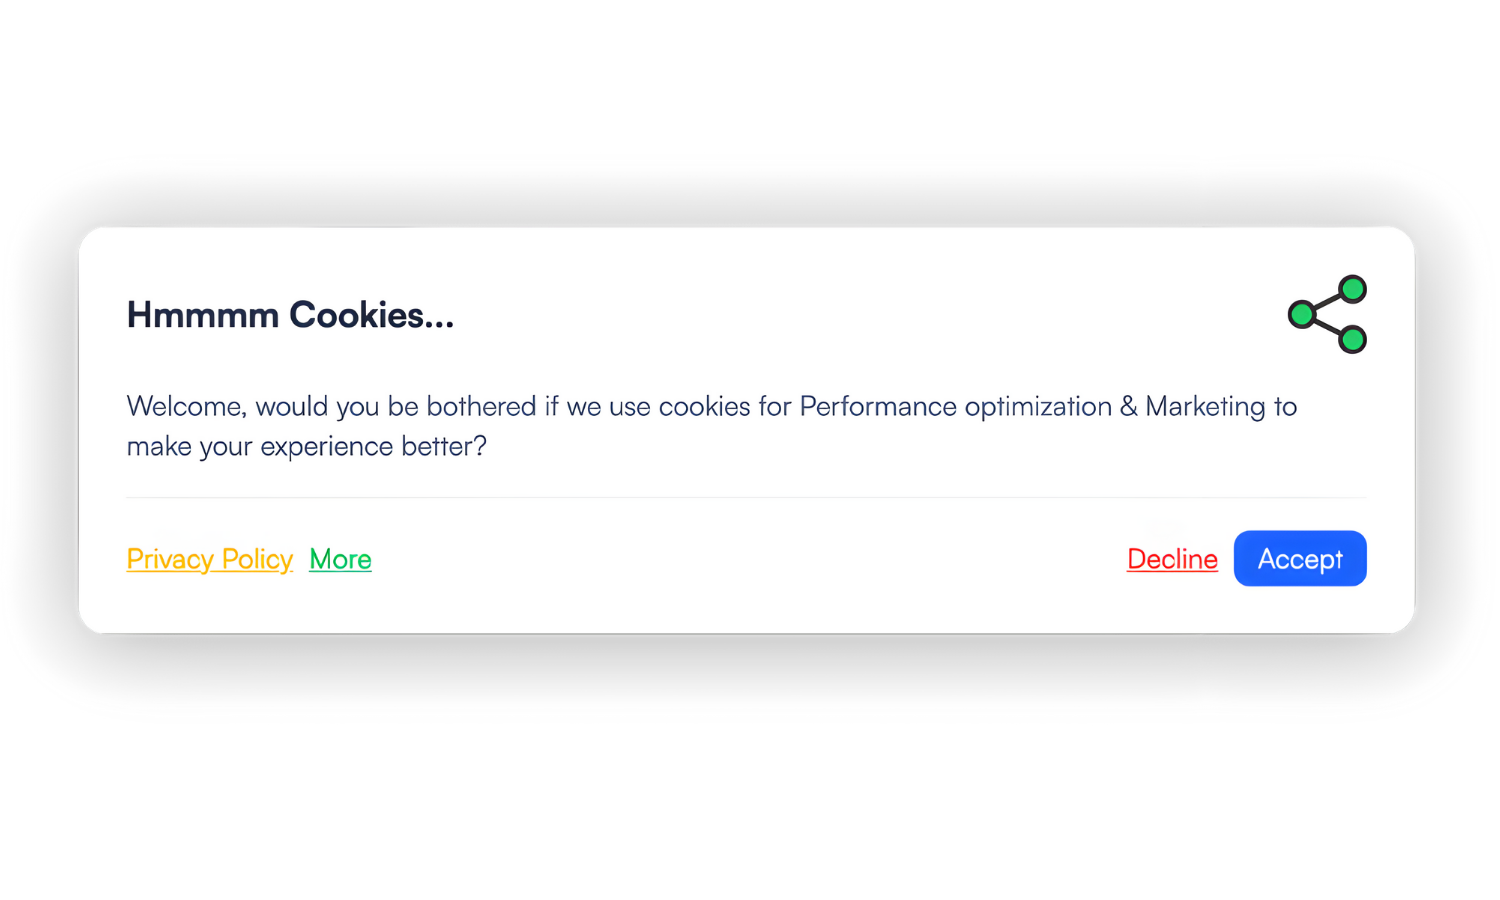 Hmmmm Cookies...
Welcome, would you be bothered if we use cookies for Performance optimization & Marketing to
make your experience better?
Privacy Policy More
Decline Accept